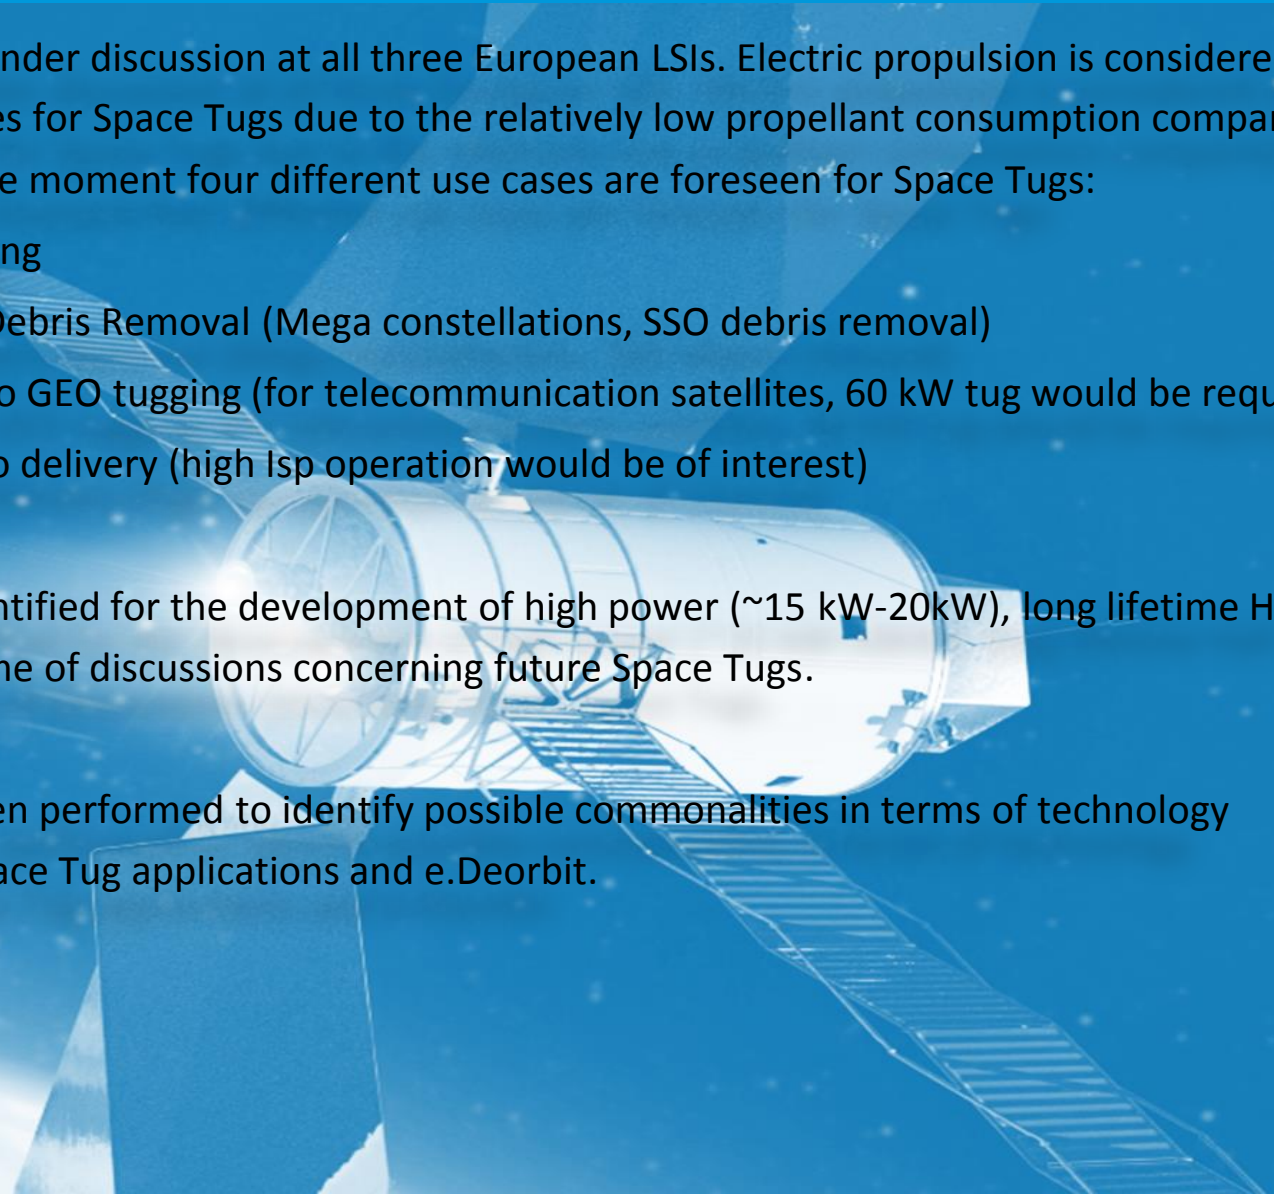 nder discussion at all three European LSIs. Electric propulsion is considere
es for Space Tugs due to the relatively low propellant consumption compa
e moment four different use cases are foreseen for Space Tugs:
ng
Debris Removal (Mega constellations, SSO debris removal)
o GEO tugging (for telecommunication satellites, 60 kW tug would be requ
o delivery (high Isp operation would be of interest)
ntified for the development of high power (~15 kW-20kW), long lifetime H
me of discussions concerning future Space Tugs.
en performed to identify possible commonalities in terms of technology
ace Tug applications and e.Deorbit.